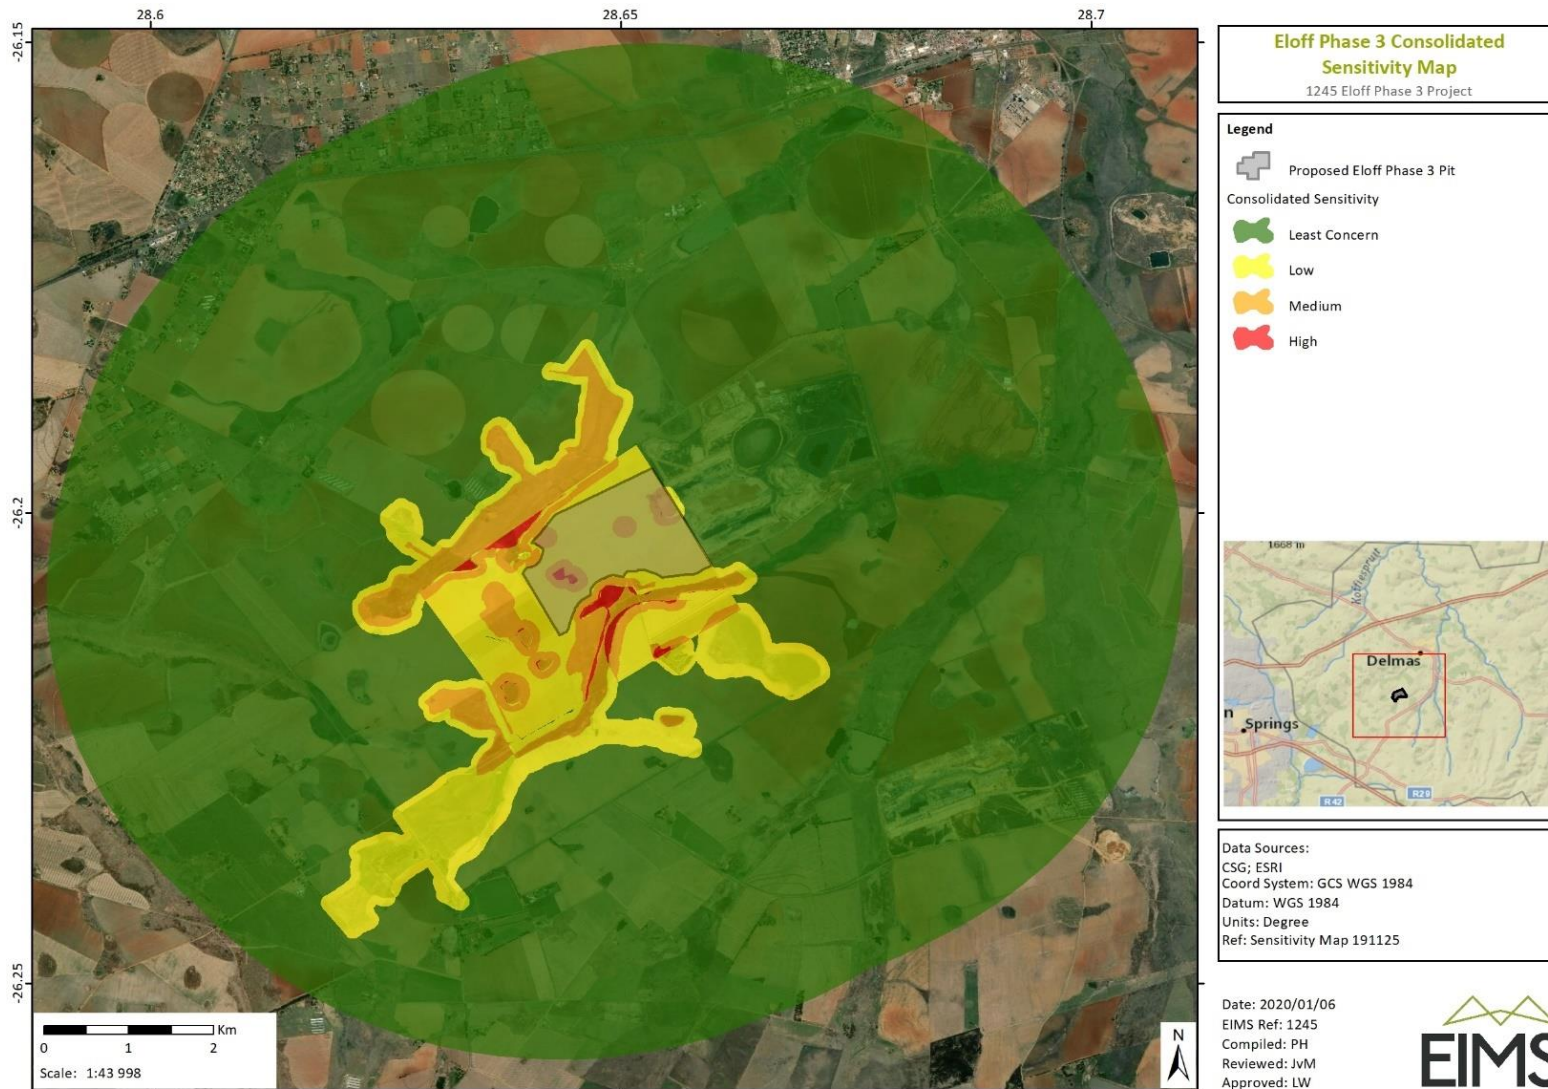 28.6
28.65
28.7
-26.15
-26.2
-26.25
Km
0 1 2
Scale: 1:43 998
N
Eloff Phase 3 Consolidated
Sensitivity Map
1245 Eloff Phase 3 Project
Legend
Proposed Eloff Phase 3 Pit
Consolidated Sensitivity
Least Concern
Low
Medium
High
1668 m
Koffiespruit
Delmas
n
Springs
R42
R29
Data Sources:
CSG; ESRI
Coord System: GCS WGS 1984
Datum: WGS 1984
Units: Degree
Ref: Sensitivity Map 191125
Date: 2020/01/06
EIMS Ref: 1245
Compiled: PH
Reviewed: JvM
Approved: LW
EIMS